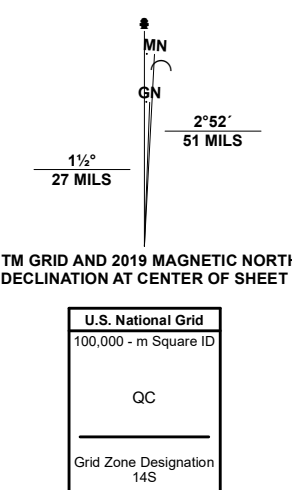 MN
GN
2°52´
51 MILS
1½°
27 MILS
TM GRID AND 2019 MAGNETIC NORTH
DECLINATION AT CENTER OF SHEET
U.S. National Grid
100,000 - m Square ID
QC
Grid Zone Designation
14S